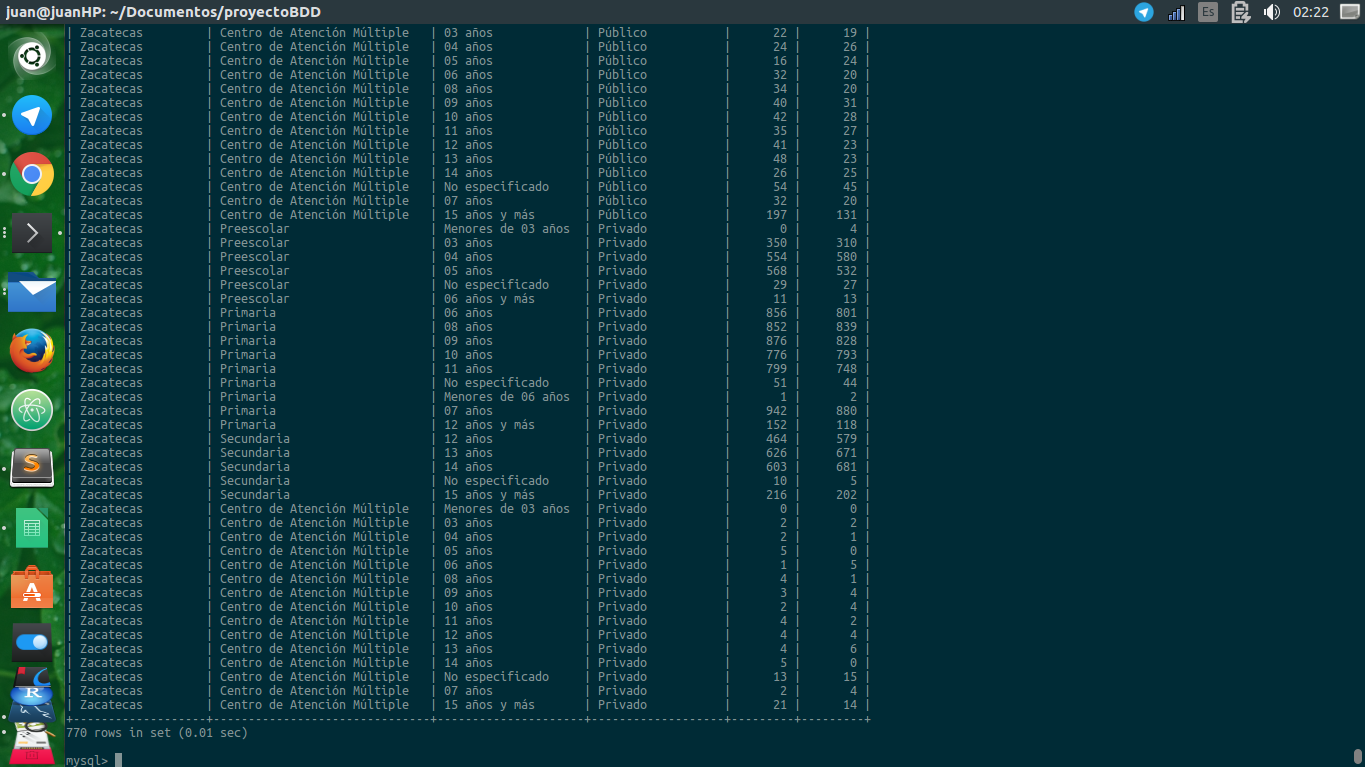 juan@juanHP: ~/Documentos/proyectoBDD
Es
02:22
| Zacatecas | Centro de Atención Múltiple | 03 años | Público | 22 | 19 |
| Zacatecas | Centro de Atención Múltiple | 04 años | Público | 24 | 26 |
| Zacatecas | Centro de Atención Múltiple | 05 años | Público | 16 | 24 |
| Zacatecas | Centro de Atención Múltiple | 06 años | Público | 32 | 20 |
| Zacatecas | Centro de Atención Múltiple | 08 años | Público | 34 | 20 |
| Zacatecas | Centro de Atención Múltiple | 09 años | Público | 40 | 31 |
| Zacatecas | Centro de Atención Múltiple | 10 años | Público | 42 | 28 |
| Zacatecas | Centro de Atención Múltiple | 11 años | Público | 35 | 27 |
| Zacatecas | Centro de Atención Múltiple | 12 años | Público | 41 | 23 |
| Zacatecas | Centro de Atención Múltiple | 13 años | Público | 48 | 23 |
| Zacatecas | Centro de Atención Múltiple | 14 años | Público | 26 | 25 |
| Zacatecas | Centro de Atención Múltiple | No especificado | Público | 54 | 45 |
| Zacatecas | Centro de Atención Múltiple | 07 años | Público | 32 | 20 |
| Zacatecas | Centro de Atención Múltiple | 15 años y más | Público | 197 | 131 |
| Zacatecas | Preescolar | Menores de 03 años | Privado | 0 | 4 |
| Zacatecas | Preescolar | 03 años | Privado | 350 | 310 |
| Zacatecas | Preescolar | 04 años | Privado | 554 | 580 |
| Zacatecas | Preescolar | 05 años | Privado | 568 | 532 |
| Zacatecas | Preescolar | No especificado | Privado | 29 | 27 |
| Zacatecas | Preescolar | 06 años y más | Privado | 11 | 13 |
| Zacatecas | Primaria | 06 años | Privado | 856 | 801 |
| Zacatecas | Primaria | 08 años | Privado | 852 | 839 |
| Zacatecas | Primaria | 09 años | Privado | 876 | 828 |
| Zacatecas | Primaria | 10 años | Privado | 776 | 793 |
| Zacatecas | Primaria | 11 años | Privado | 799 | 748 |
| Zacatecas | Primaria | No especificado | Privado | 51 | 44 |
| Zacatecas | Primaria | Menores de 06 años | Privado | 1 | 2 |
| Zacatecas | Primaria | 07 años | Privado | 942 | 880 |
| Zacatecas | Primaria | 12 años y más | Privado | 152 | 118 |
| Zacatecas | Secundaria | 12 años | Privado | 464 | 579 |
| Zacatecas | Secundaria | 13 años | Privado | 626 | 671 |
| Zacatecas | Secundaria | 14 años | Privado | 603 | 681 |
| Zacatecas | Secundaria | No especificado | Privado | 10 | 5 |
| Zacatecas | Secundaria | 15 años y más | Privado | 216 | 202 |
| Zacatecas | Centro de Atención Múltiple | Menores de 03 años | Privado | 0 | 0 |
| Zacatecas | Centro de Atención Múltiple | 03 años | Privado | 2 | 2 |
| Zacatecas | Centro de Atención Múltiple | 04 años | Privado | 2 | 1 |
| Zacatecas | Centro de Atención Múltiple | 05 años | Privado | 5 | 0 |
| Zacatecas | Centro de Atención Múltiple | 06 años | Privado | 1 | 5 |
| Zacatecas | Centro de Atención Múltiple | 08 años | Privado | 4 | 1 |
| Zacatecas | Centro de Atención Múltiple | 09 años | Privado | 3 | 4 |
| Zacatecas | Centro de Atención Múltiple | 10 años | Privado | 2 | 4 |
| Zacatecas | Centro de Atención Múltiple | 11 años | Privado | 4 | 2 |
| Zacatecas | Centro de Atención Múltiple | 12 años | Privado | 4 | 4 |
| Zacatecas | Centro de Atención Múltiple | 13 años | Privado | 4 | 6 |
| Zacatecas | Centro de Atención Múltiple | 14 años | Privado | 5 | 0 |
| Zacatecas | Centro de Atención Múltiple | No especificado | Privado | 13 | 15 |
| Zacatecas | Centro de Atención Múltiple | 07 años | Privado | 2 | 4 |
| Zacatecas | Centro de Atención Múltiple | 15 años y más | Privado | 21 | 14 |
+-------------------+-------------------------------+---------------------+-------------------+---------+---------+
770 rows in set (0.01 sec)
mysql>